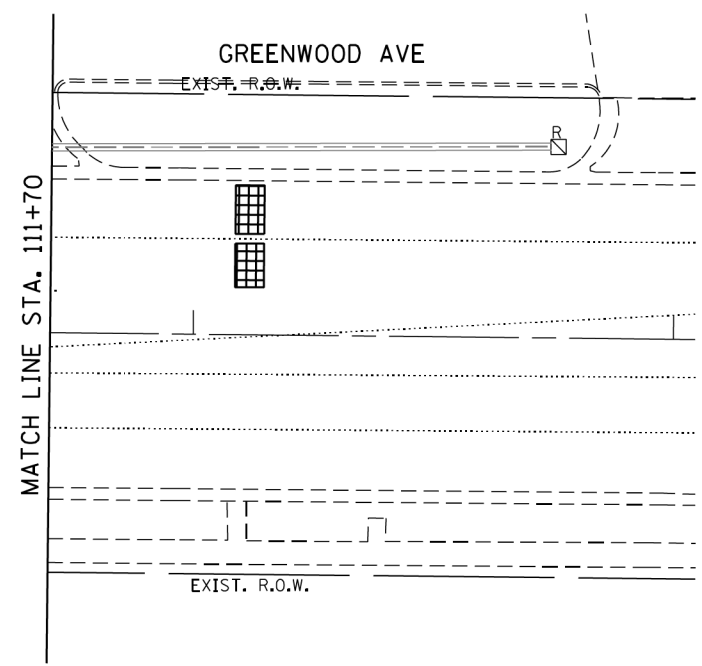 GREENWOOD AVE
EXIST. R.O.W.
R
MATCH LINE STA. 111+70
EXIST. R.O.W.